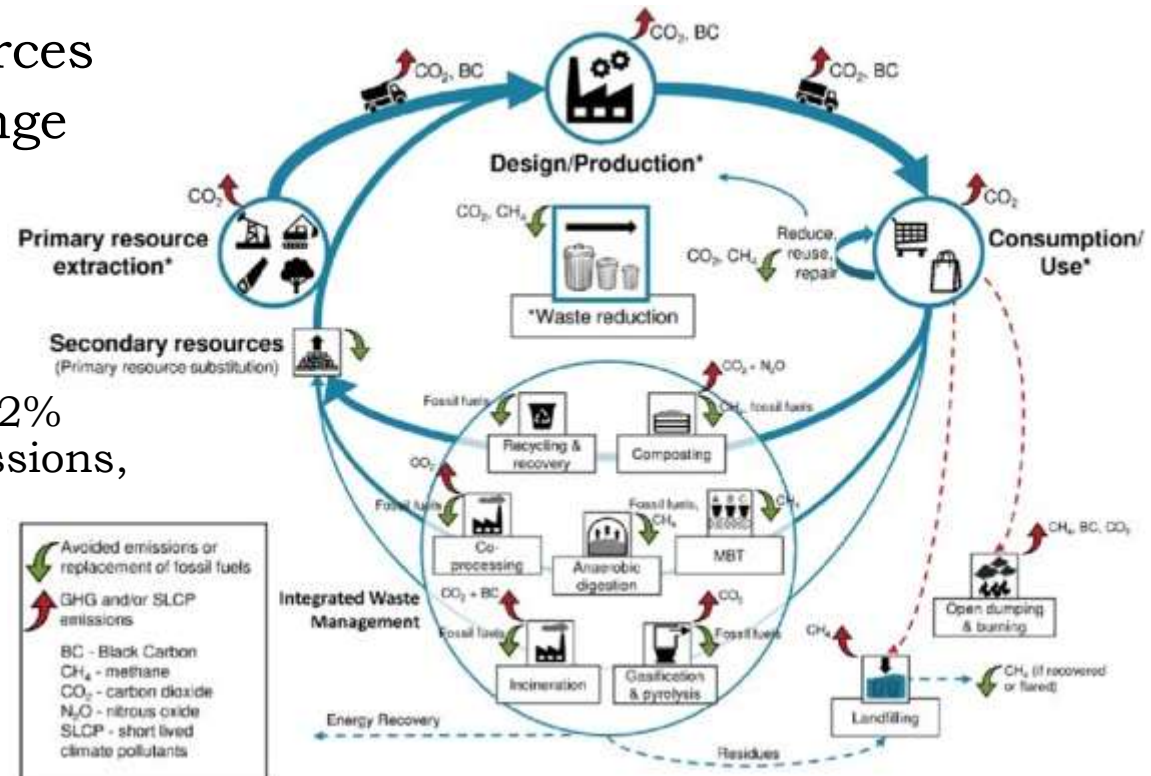 rces
nge
2%
ssions,
CO₂, BC
CO₂, BC
CO₂, BC
Design/Production*
CO₂
Primary resource
extraction*
CO₂
Consumption/
Use*
CO₂, CH₄
*Waste reduction
Reduce,
reuse,
repair
CO₂, CH₄
Secondary resources
(Primary resource substitution)
Fossil fuels
Recycling &
recovery
CO₂ + N₂O
CH₄, fossil fuels
Composting
CO₂
Fossil fuels
Co-
processing
Fossil fuels,
CH₄
Anaerobic
digestion
A B C
CH₄
MBT
Integrated Waste
Management
CO₂ + BC
Fossil fuels
Incineration
CO₂
Fossil fuels
Gasification
& pyrolysis
CH₄, BC, CO₂
Open dumping
& burning
CH₄
Landfilling
CH₄ (if recovered
or flared)
Energy Recovery
Residues
Avoided emissions or
replacement of fossil fuels
GHG and/or SLCP
emissions
BC - Black Carbon
CH₄ - methane
CO₂ - carbon dioxide
N₂O - nitrous oxide
SLCP - short lived
climate pollutants